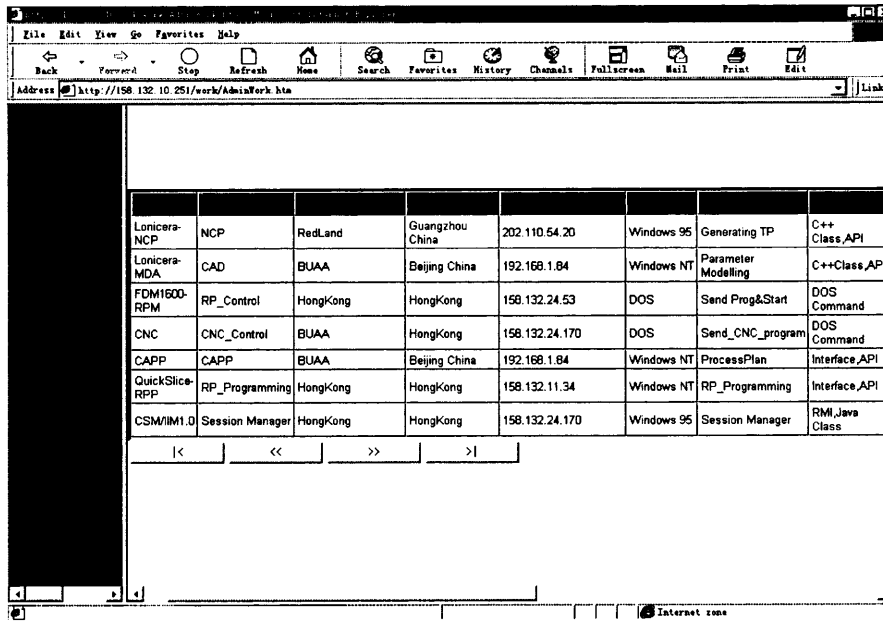 File Edit View Go Favorites Help
Back Forward Stop Refresh Home Search Favorites History Channels Fullscreen Mail Print Edit
Address http://158.132.10.251/work/AdminWork.htm Link
Lonicera-NCP NCP RedLand Guangzhou China 202.110.54.20 Windows 95 Generating TP C++ Class,API
Lonicera-MDA CAD BUAA Beijing China 192.168.1.84 Windows NT Parameter Modelling C++Class,AP
FDM1600-RPM RP_Control HongKong HongKong 158.132.24.53 DOS Send Prog&Start DOS Command
CNC CNC_Control BUAA HongKong 158.132.24.170 DOS Send_CNC_program DOS Command
CAPP CAPP BUAA Beijing China 192.168.1.84 Windows NT ProcessPlan Interface,API
QuickSlice-RPP RP_Programming HongKong HongKong 158.132.11.34 Windows NT RP_Programming Interface,API
CSM/IIM1.0 Session Manager HongKong HongKong 158.132.24.170 Windows 95 Session Manager RMI,Java Class
|< << >> >|
Internet zone